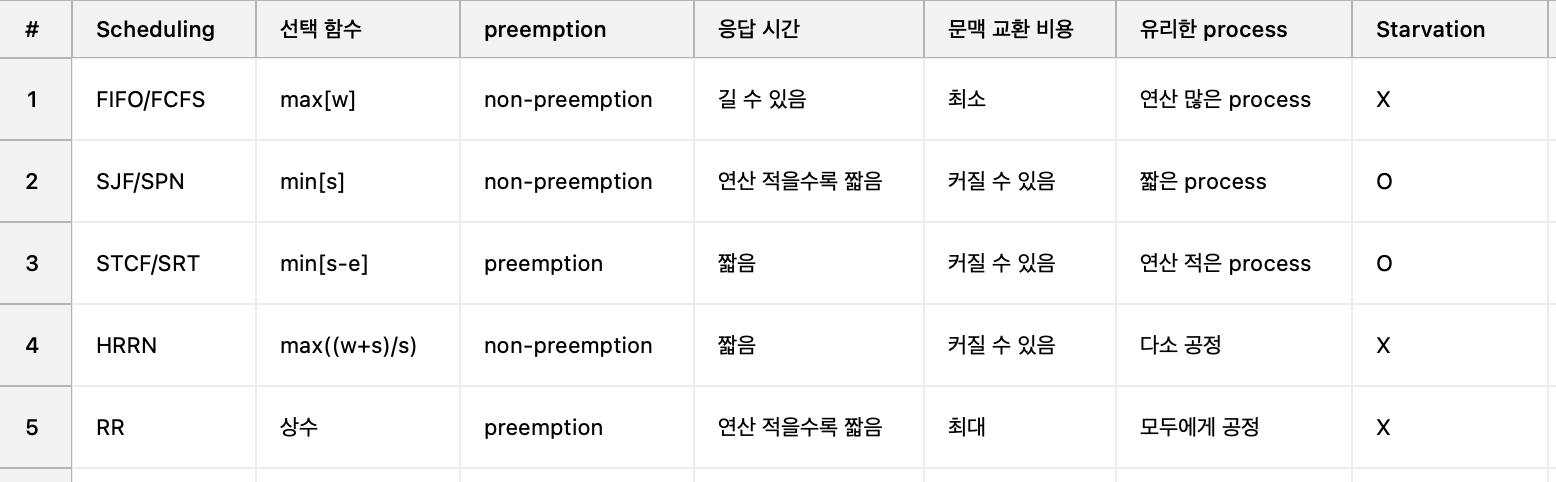 # Scheduling 선택 함수 preemption 응답 시간 문맥 교환 비용 유리한 process Starvation
1 FIFO/FCFS max[w] non-preemption 길 수 있음 최소 연산 많은 process X
2 SJF/SPN min[s] non-preemption 연산 적을수록 짧음 커질 수 있음 짧은 process O
3 STCF/SRT min[s-e] preemption 짧음 커질 수 있음 연산 적은 process O
4 HRRN max((w+s)/s) non-preemption 짧음 커질 수 있음 다소 공정 X
5 RR 상수 preemption 연산 적을수록 짧음 최대 모두에게 공정 X